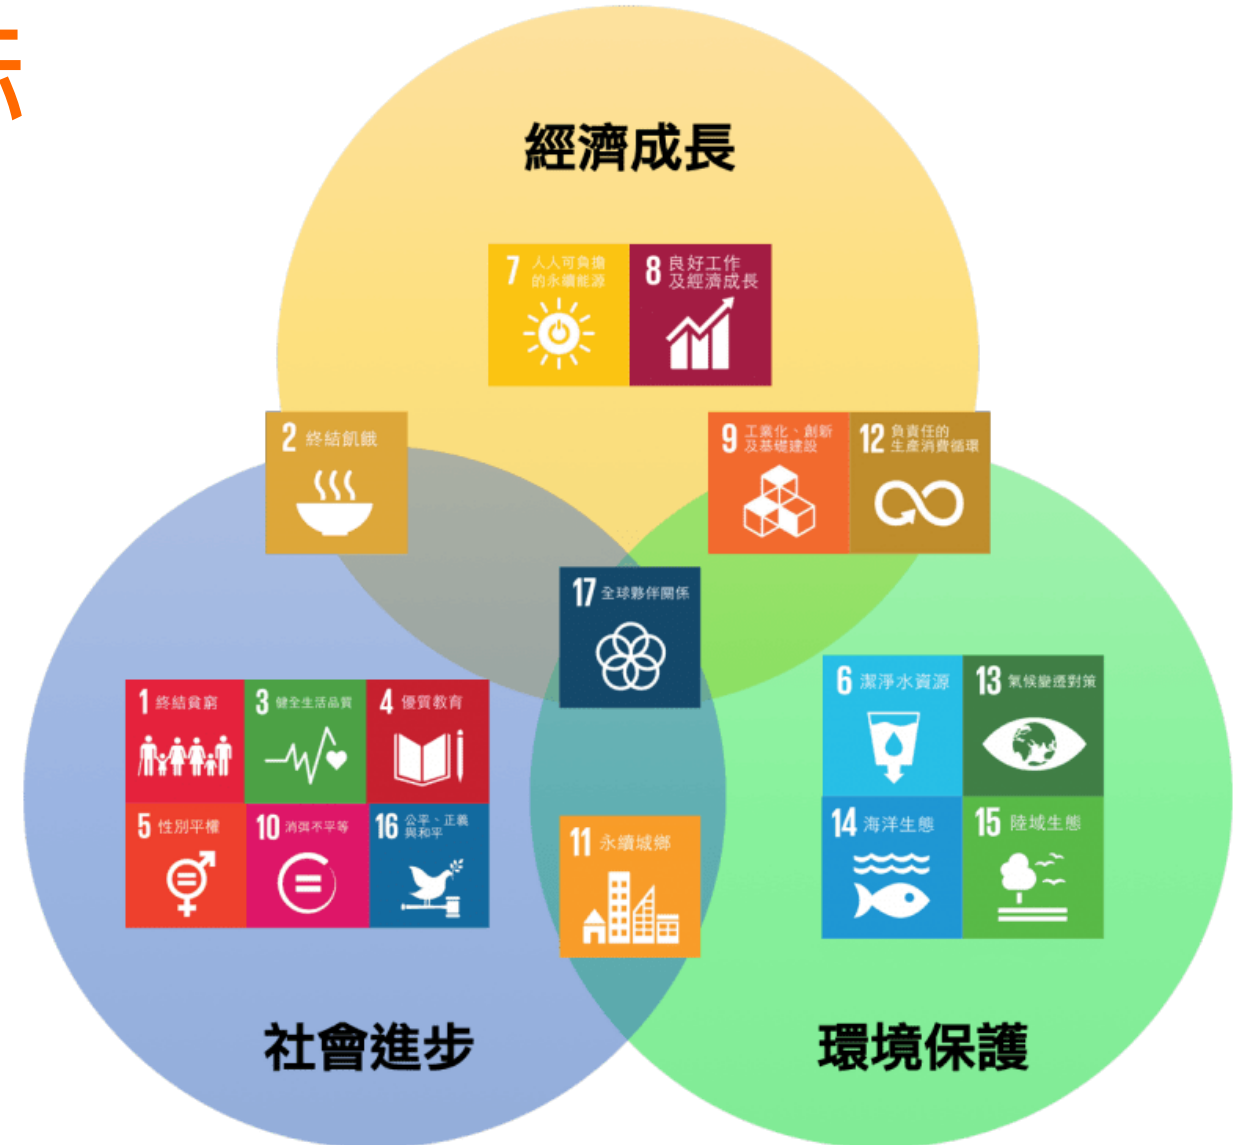 經濟成長
7 人人可負擔
的永續能源
8 良好工作
及經濟成長
2 終結飢餓
9 工業化、創新
及基礎建設
12 負責任的
生產消費循環
17 全球夥伴關係
1 終結貧窮
3 健全生活品質
4 優質教育
5 性別平權
10 消弭不平等
16 公平、正義
與和平
6 潔淨水資源
13 氣候變遷對策
14 海洋生態
15 陸域生態
11 永續城鄉
社會進步
環境保護